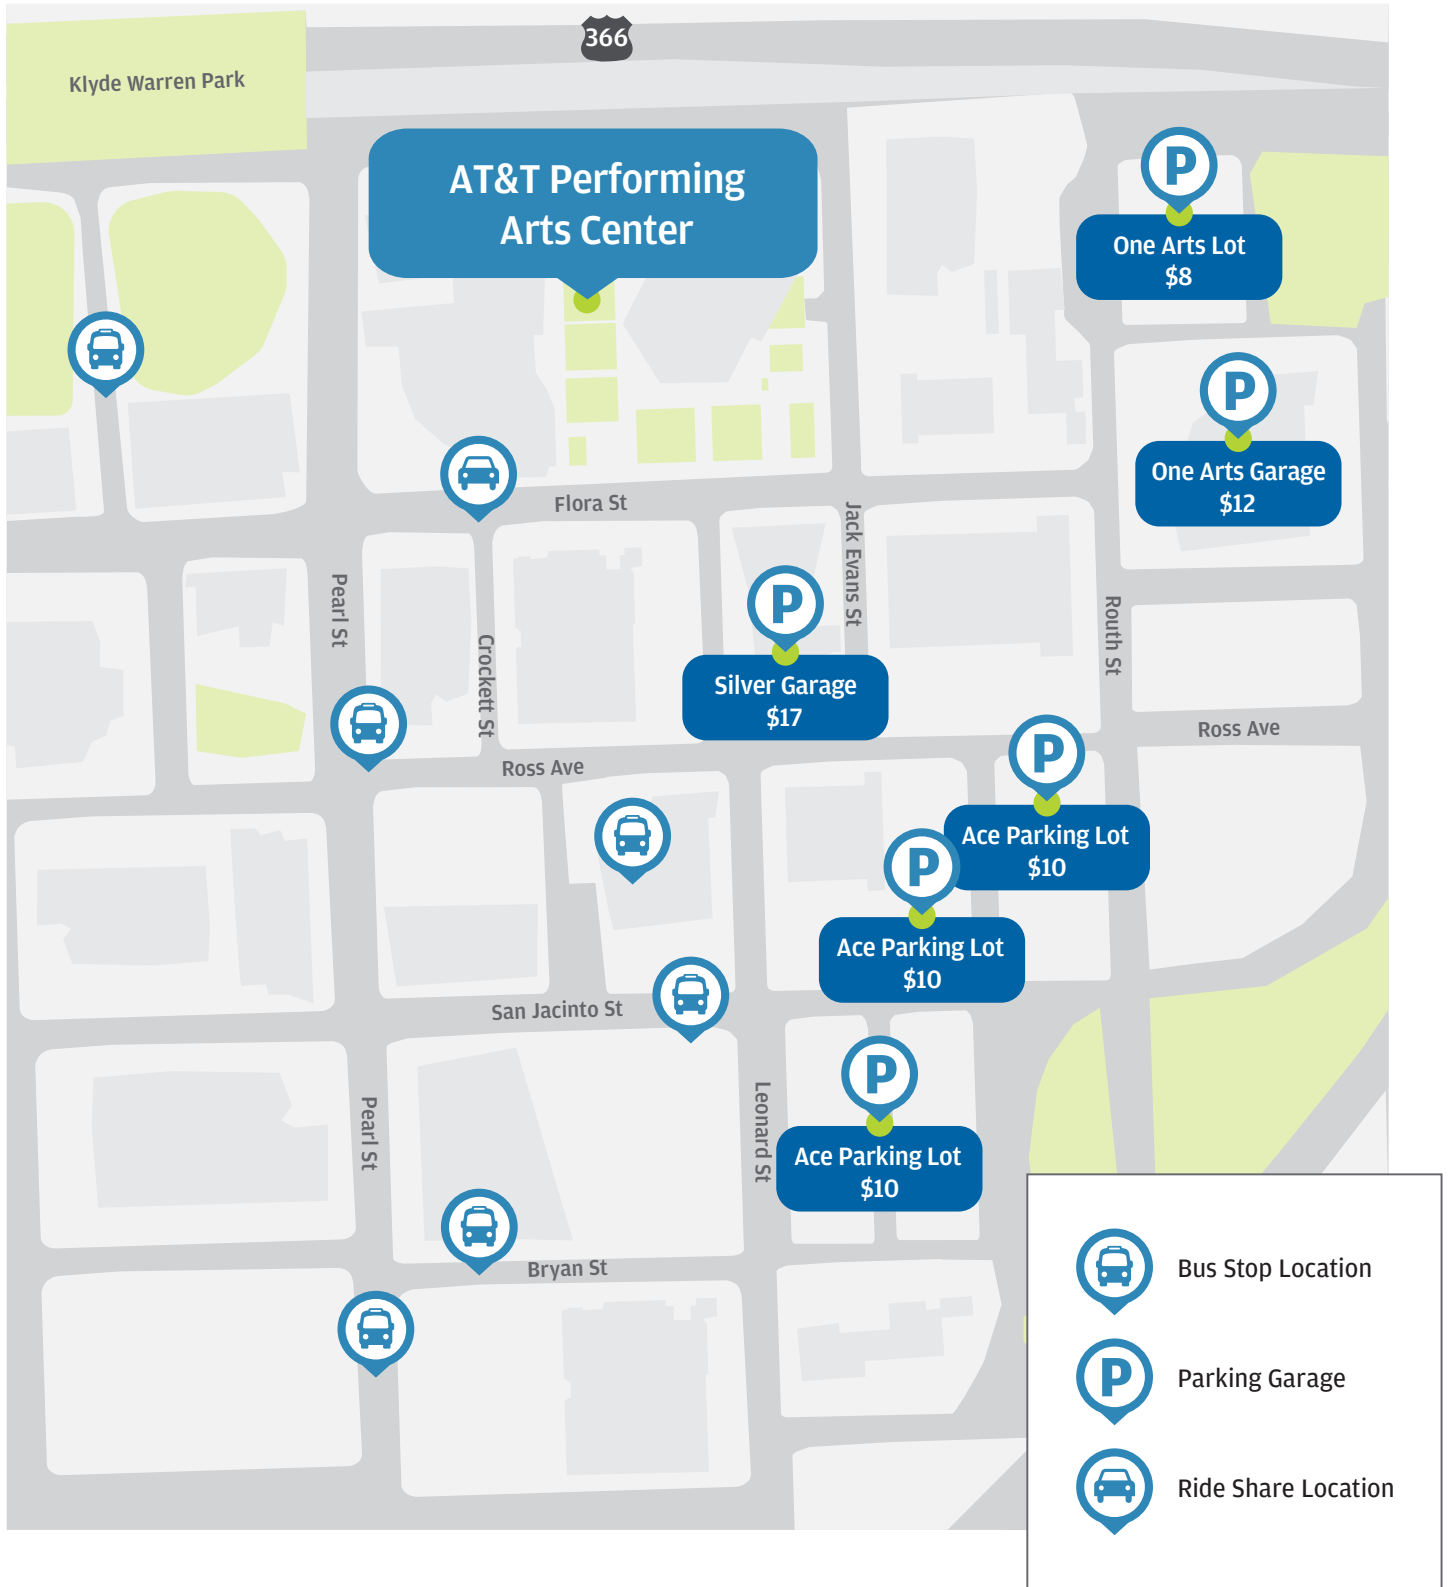 366
Klyde Warren Park
AT&T Performing
Arts Center
P
One Arts Lot
$8
P
One Arts Garage
$12
Flora St
Jack Evans St
Pearl St
P
Routh St
Crockett St
Silver Garage
$17
Ross Ave
P
Ross Ave
Ace Parking Lot
$10
P
Ace Parking Lot
$10
San Jacinto St
P
Leonard St
Pearl St
Ace Parking Lot
$10
Bryan St
Bus Stop Location
P
Parking Garage
Ride Share Location